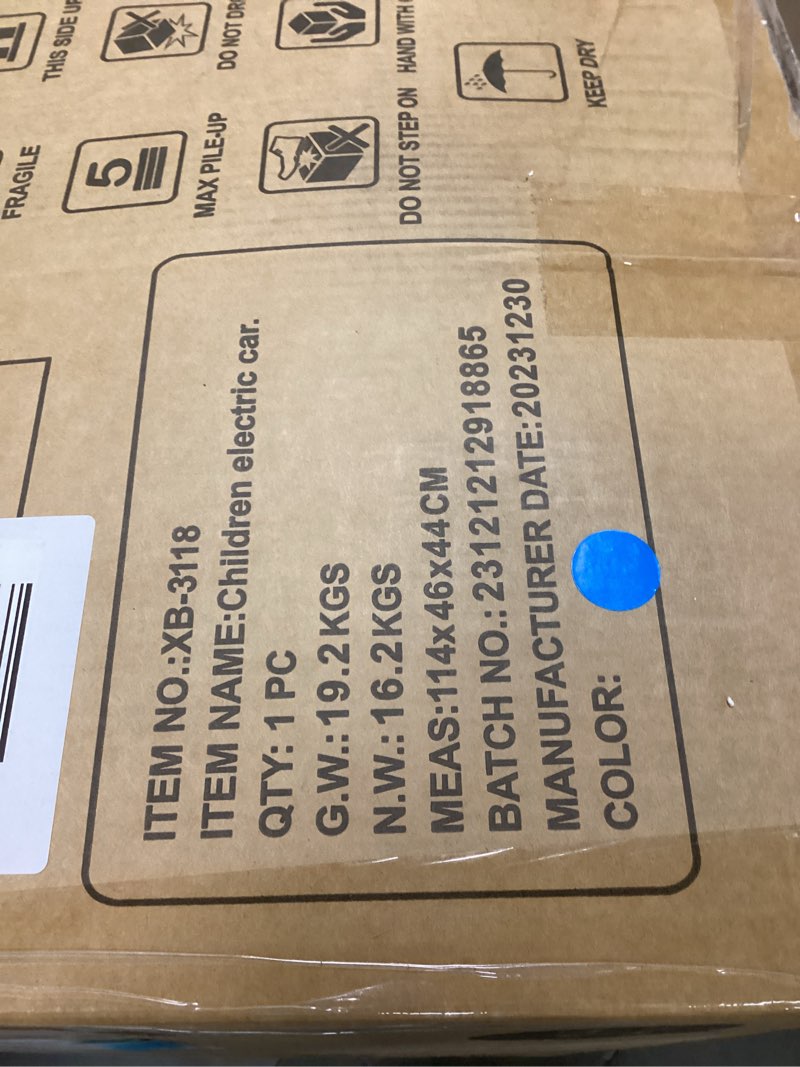 THIS SIDE UP
DO NOT
HAND WITH
FRAGILE
5
MAX PILE-UP
DO NOT STEP ON
KEEP DRY
ITEM NO.:XB-3118
ITEM NAME:Children electric car.
QTY: 1 PC
G.W.:19.2KGS
N.W.:16.2KGS
MEAS:114x46x44CM
BATCH NO.: 2312121291 8865
MANUFACTURER DATE:20231230
COLOR: